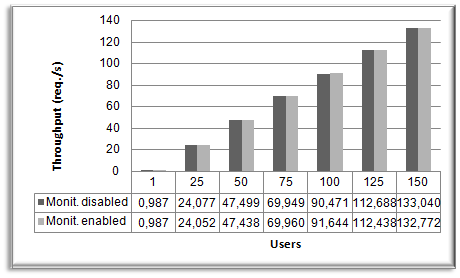 Throughput (req./s)
140
120
100
80
60
40
20
0
1 25 50 75 100 125 150
Monit. disabled 0,987 24,077 47,499 69,949 90,471 112,688 133,040
Monit. enabled 0,987 24,052 47,438 69,960 91,644 112,438 132,772
Users